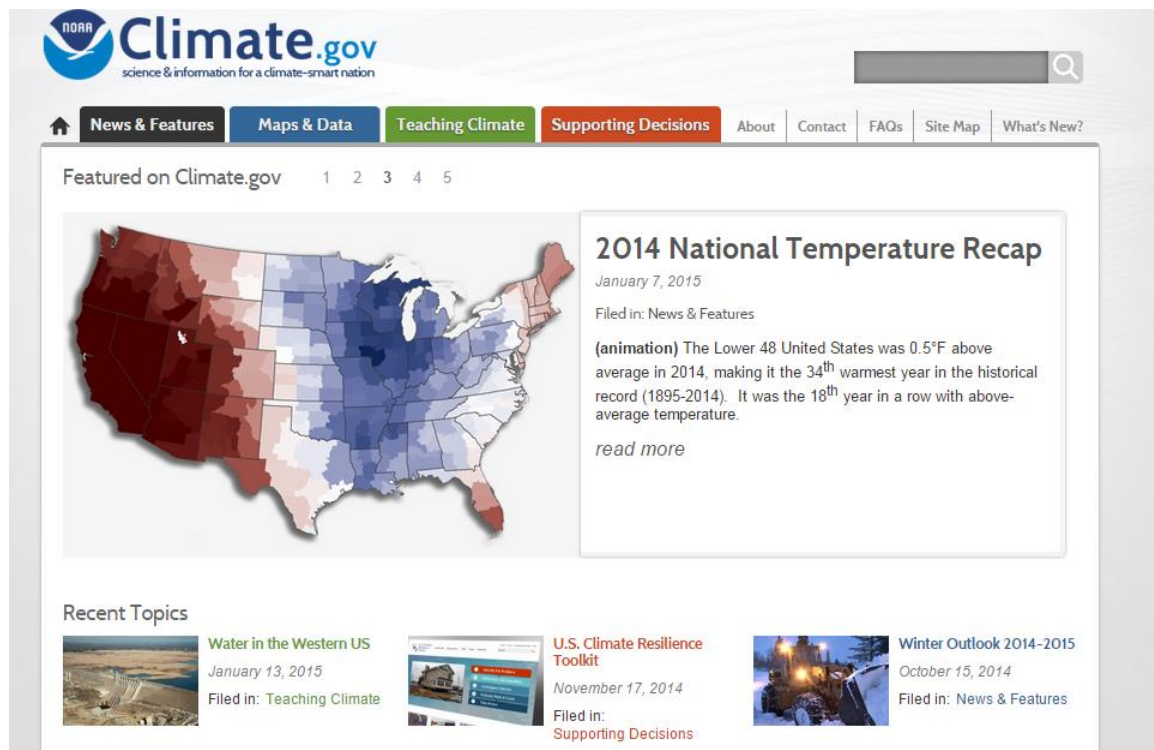 NOAA
Climate.gov
science & information for a climate-smart nation
News & Features
Maps & Data
Teaching Climate
Supporting Decisions
About
Contact
FAQs
Site Map
What's New?
Featured on Climate.gov 1 2 3 4 5
2014 National Temperature Recap
January 7, 2015
Filed in: News & Features
(animation) The Lower 48 United States was 0.5°F above
average in 2014, making it the 34th warmest year in the historical
record (1895-2014). It was the 18th year in a row with above-
average temperature.
read more
Recent Topics
Water in the Western US
January 13, 2015
Filed in: Teaching Climate
U.S. Climate Resilience
Toolkit
November 17, 2014
Filed in:
Supporting Decisions
Winter Outlook 2014-2015
October 15, 2014
Filed in: News & Features